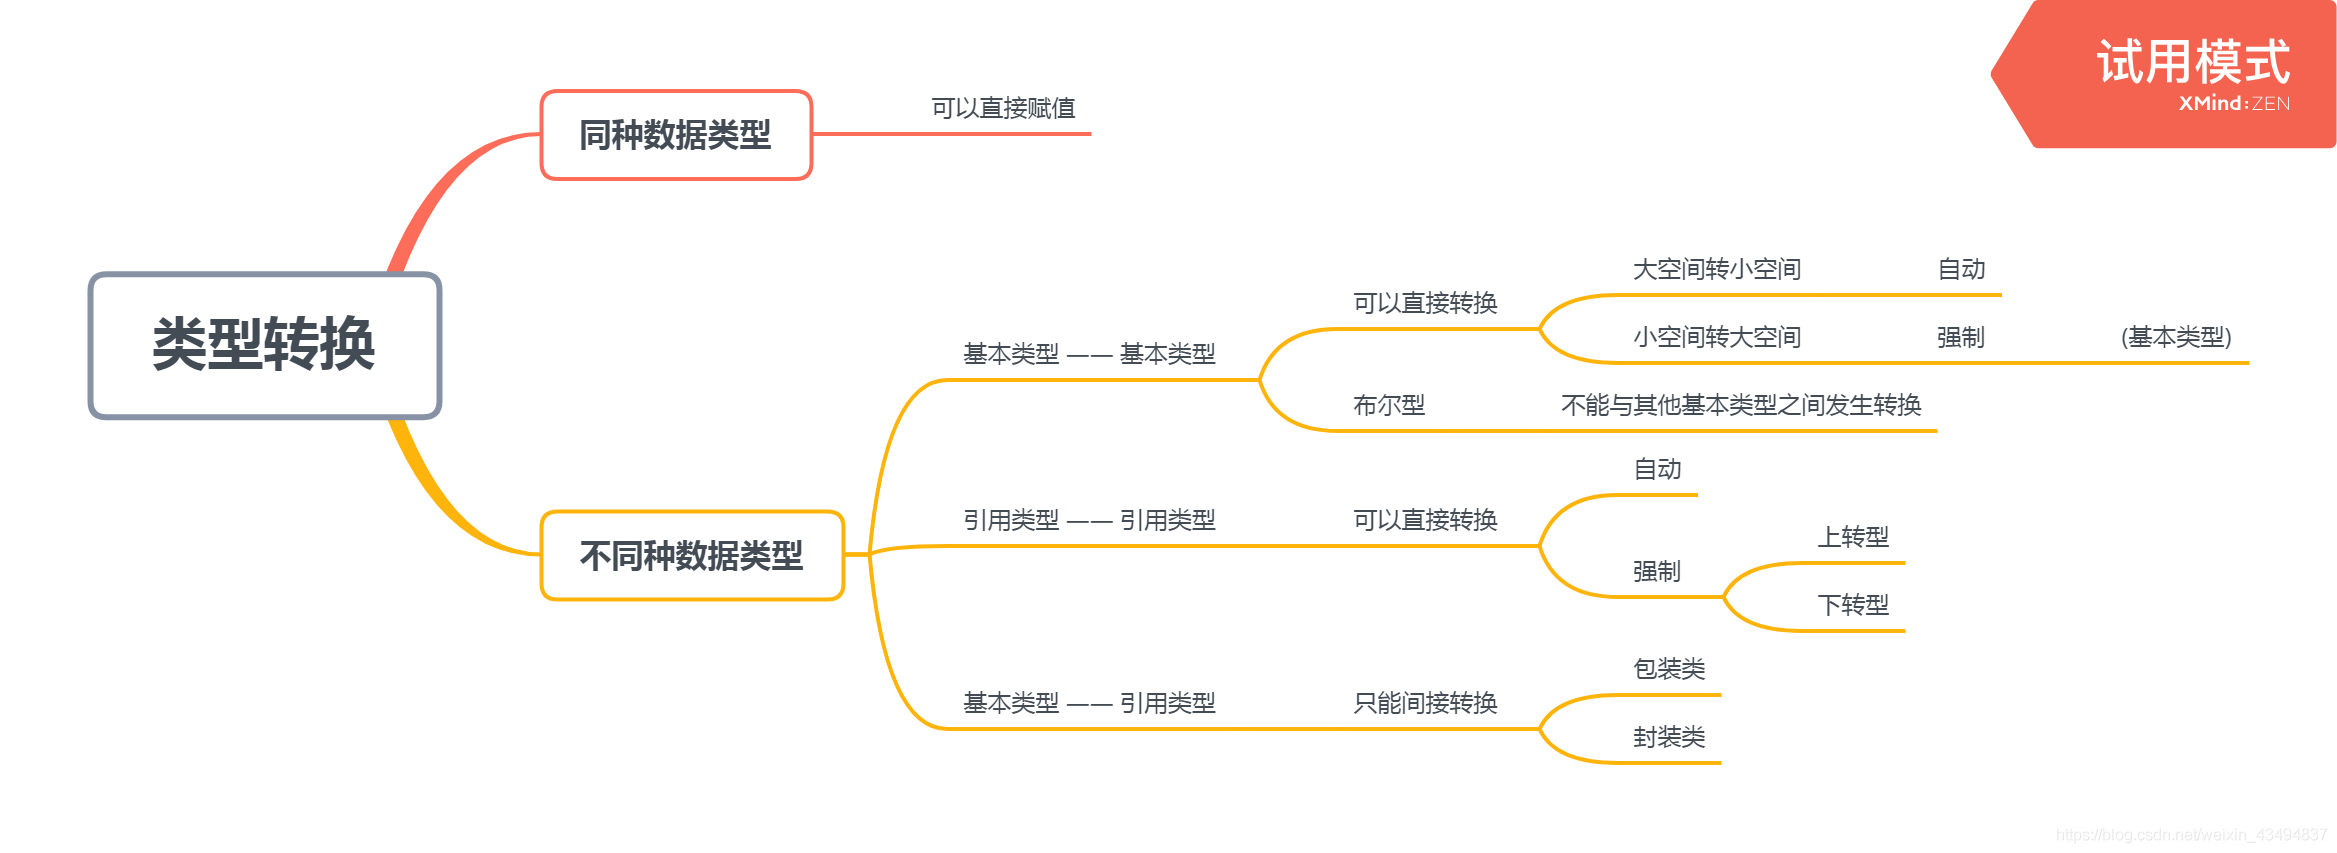 试用模式
XMind:ZEN
类型转换
同种数据类型
可以直接赋值
不同种数据类型
基本类型 —— 基本类型
可以直接转换
大空间转小空间
自动
小空间转大空间
强制
(基本类型)
布尔型
不能与其他基本类型之间发生转换
引用类型 —— 引用类型
可以直接转换
自动
强制
上转型
下转型
基本类型 —— 引用类型
只能间接转换
包装类
封装类
https://blog.csdn.net/weixin_43494837